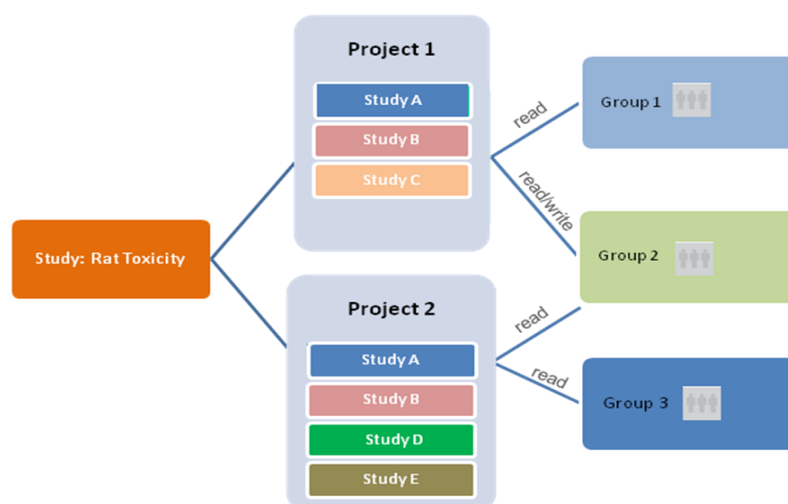 Project 1
Study A
Study B
Study C
Study: Rat Toxicity
Project 2
Study A
Study B
Study D
Study E
read
read/write
read
read
Group 1
Group 2
Group 3